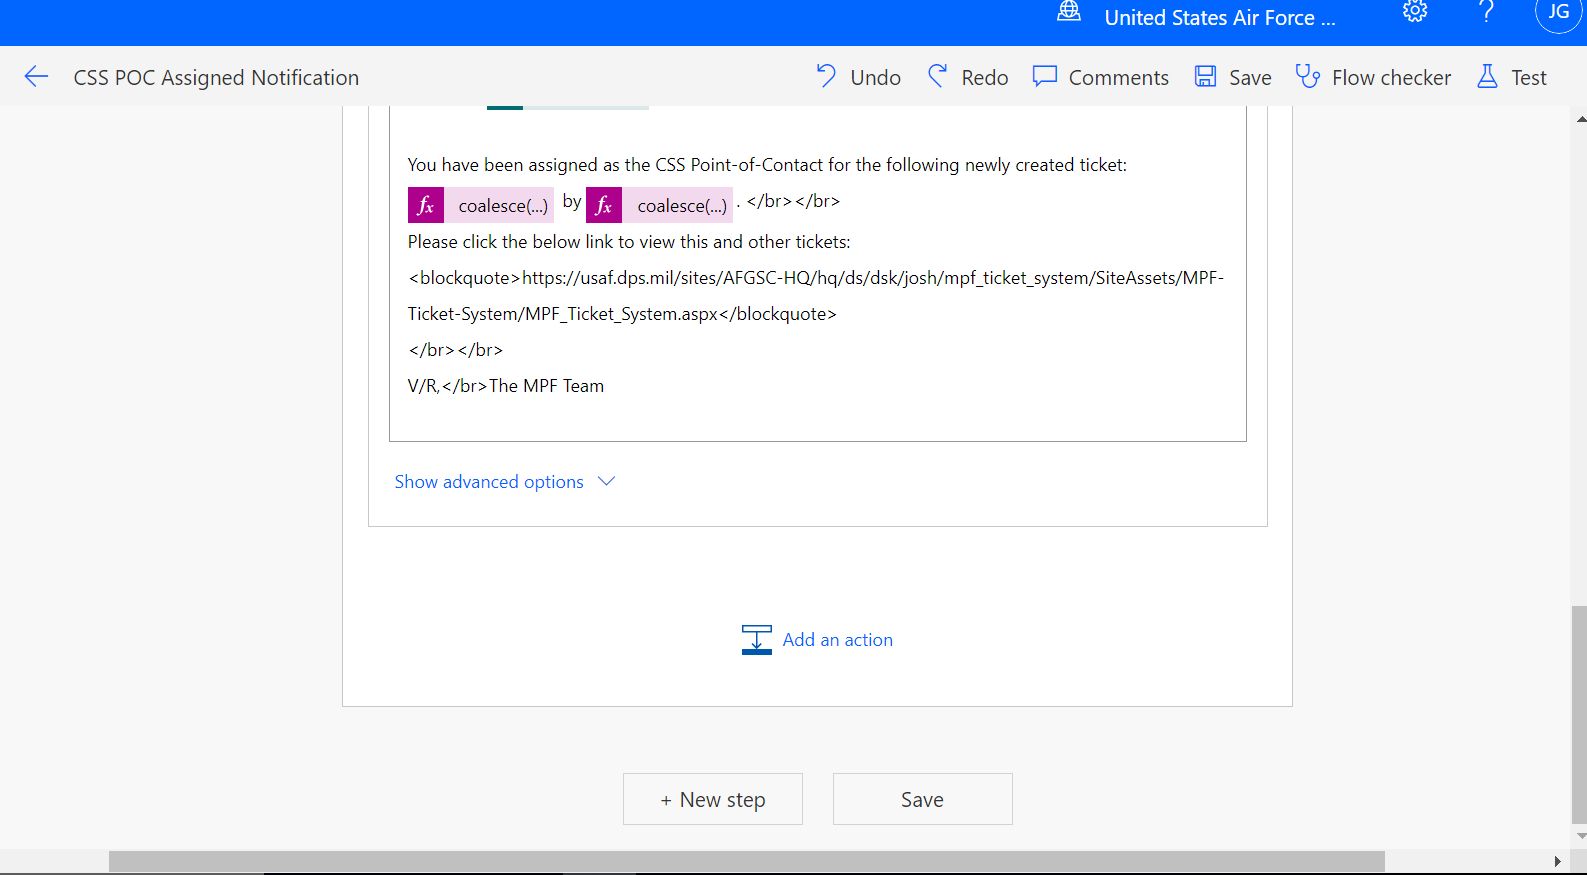 United States Air Force ...
?
JG
CSS POC Assigned Notification
Undo
Redo
Comments
Save
Flow checker
Test
You have been assigned as the CSS Point-of-Contact for the following newly created ticket:
fx coalesce(...) by fx coalesce(...) . </br></br>
Please click the below link to view this and other tickets:
<blockquote>https://usaf.dps.mil/sites/AFGSC-HQ/hq/ds/dsk/josh/mpf_ticket_system/SiteAssets/MPF-
Ticket-System/MPF_Ticket_System.aspx</blockquote>
</br></br>
V/R,</br>The MPF Team
Show advanced options
Add an action
+ New step
Save